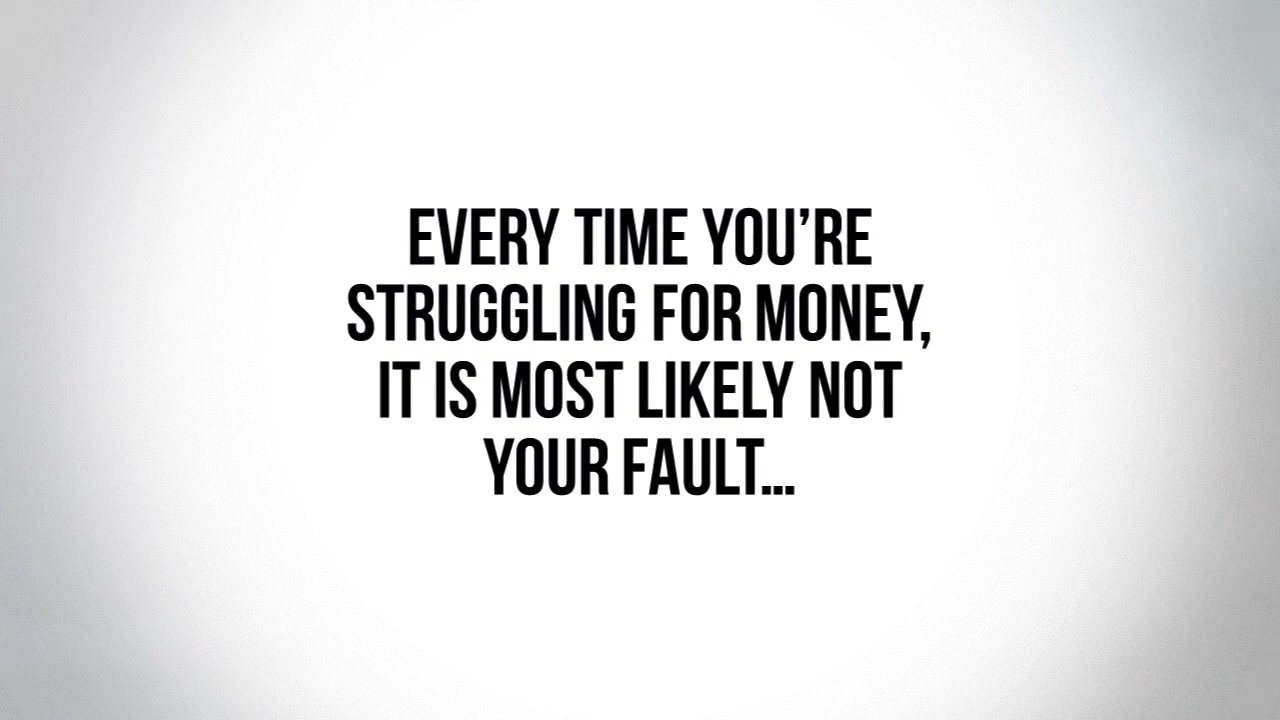 EVERY TIME YOU’RE
STRUGGLING FOR MONEY,
IT IS MOST LIKELY NOT
YOUR FAULT...